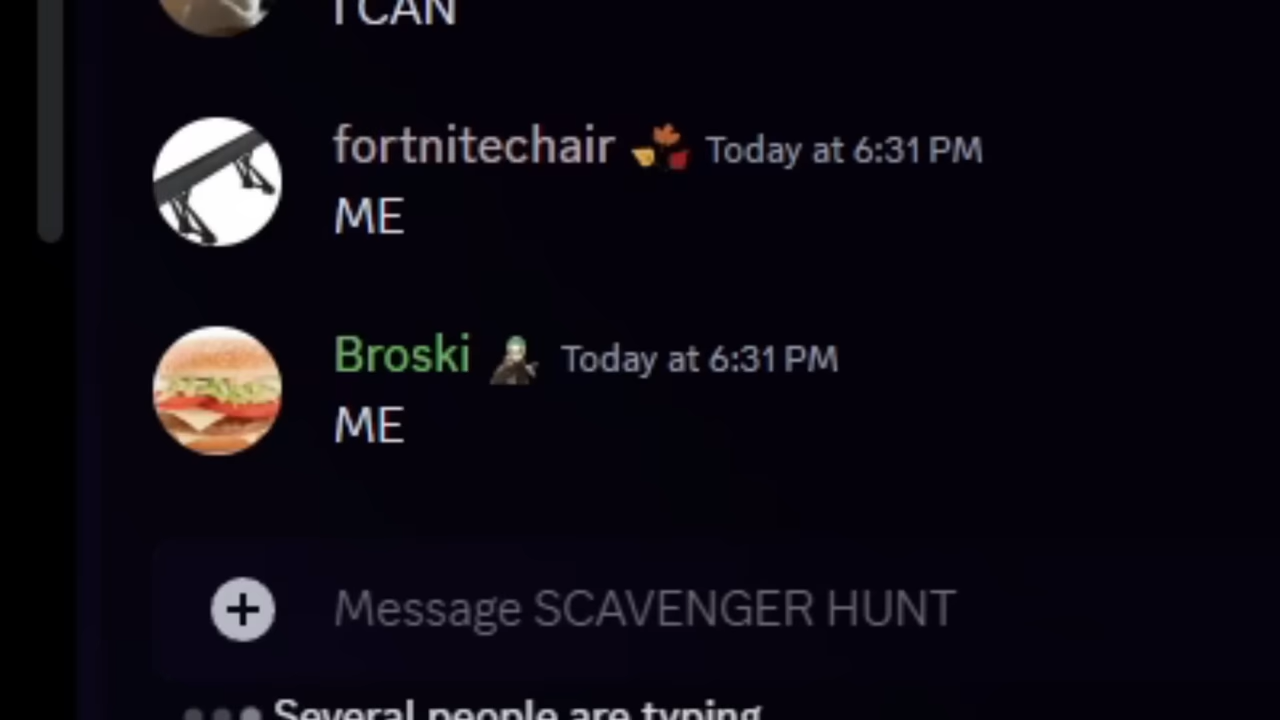 I CAN
fortnitechair Today at 6:31 PM
ME
Broski Today at 6:31 PM
ME
Message SCAVENGER HUNT
Several people are typing